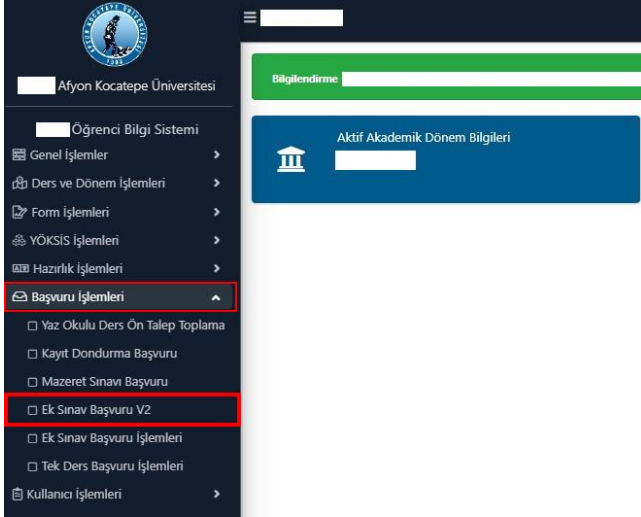 Afyon Kocatepe Üniversitesi
Öğrenci Bilgi Sistemi
Genel İşlemler
Ders ve Dönem İşlemleri
Form İşlemleri
YÖKSİS İşlemleri
Hazırlık İşlemleri
Başvuru İşlemleri
Yaz Okulu Ders Ön Talep Toplama
Kayıt Dondurma Başvuru
Mazeret Sınavı Başvuru
Ek Sınav Başvuru V2
Ek Sınav Başvuru İşlemleri
Tek Ders Başvuru İşlemleri
Kullanıcı İşlemleri
Bilgilendirme
Aktif Akademik Dönem Bilgileri